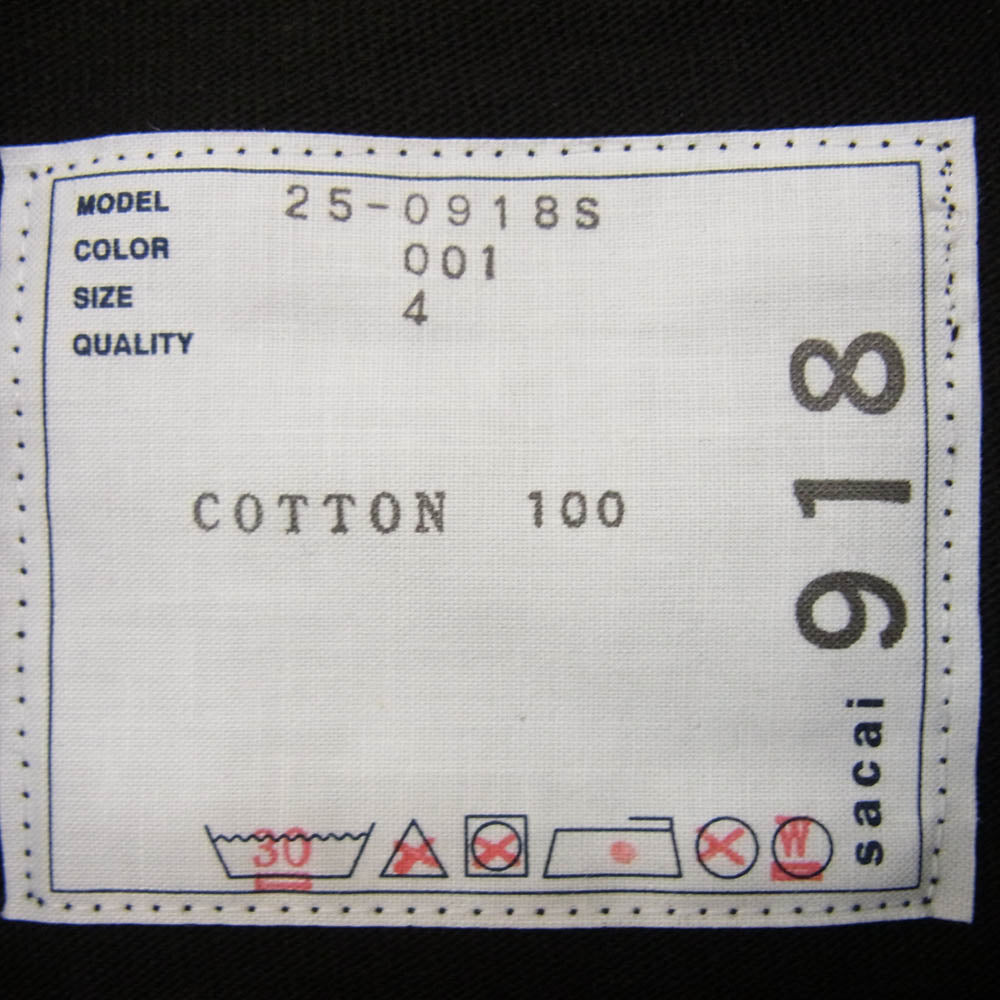 MODEL 25-0918S
COLOR 001
SIZE 4
QUALITY
COTTON 100
30
W
sacai 918